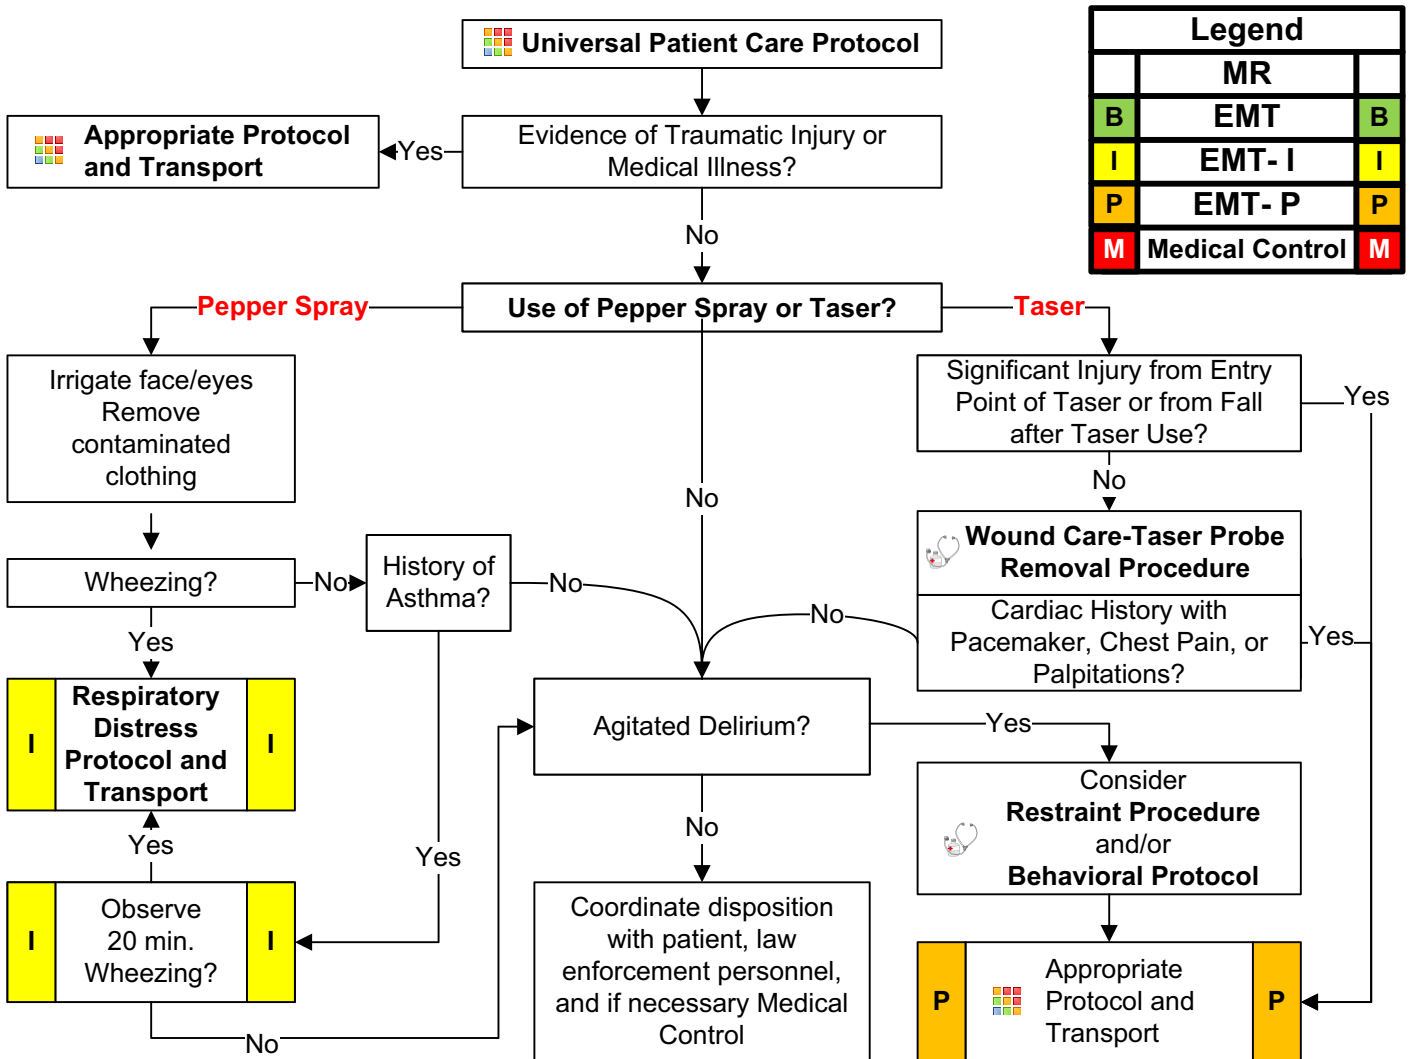 Universal Patient Care Protocol
Legend
MR
B EMT B
I EMT- I I
P EMT- P P
M Medical Control M
Appropriate Protocol
and Transport
Yes
Evidence of Traumatic Injury or
Medical Illness?
No
Pepper Spray
Use of Pepper Spray or Taser?
Taser
Irrigate face/eyes
Remove
contaminated
clothing
Significant Injury from Entry
Point of Taser or from Fall
after Taser Use?
Yes
No
No
Wound Care-Taser Probe
Removal Procedure
Wheezing?
No
History of
Asthma?
No
No
Cardiac History with
Pacemaker, Chest Pain, or
Palpitations?
Yes
Yes
I
Respiratory
Distress
Protocol and
Transport
I
Agitated Delirium?
Yes
Consider
Restraint Procedure
and/or
Behavioral Protocol
Yes
Yes
No
I
Observe
20 min.
Wheezing?
I
No
Coordinate disposition
with patient, law
enforcement personnel,
and if necessary Medical
Control
P
Appropriate
Protocol and
Transport
P